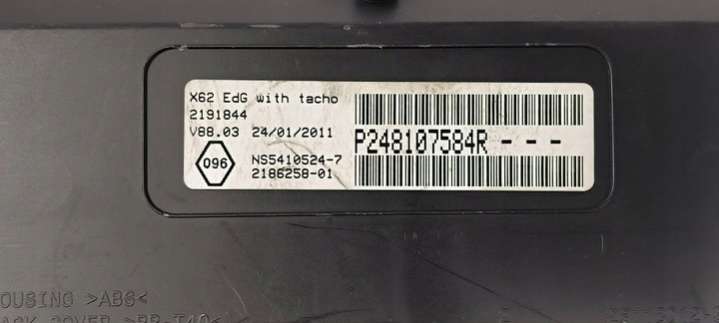 X62 EdG with tacho
2191844
V88.03 24/01/2011
P248107584R - - -
096
NS5410524-7
2186258-01
OUSING >ABS<